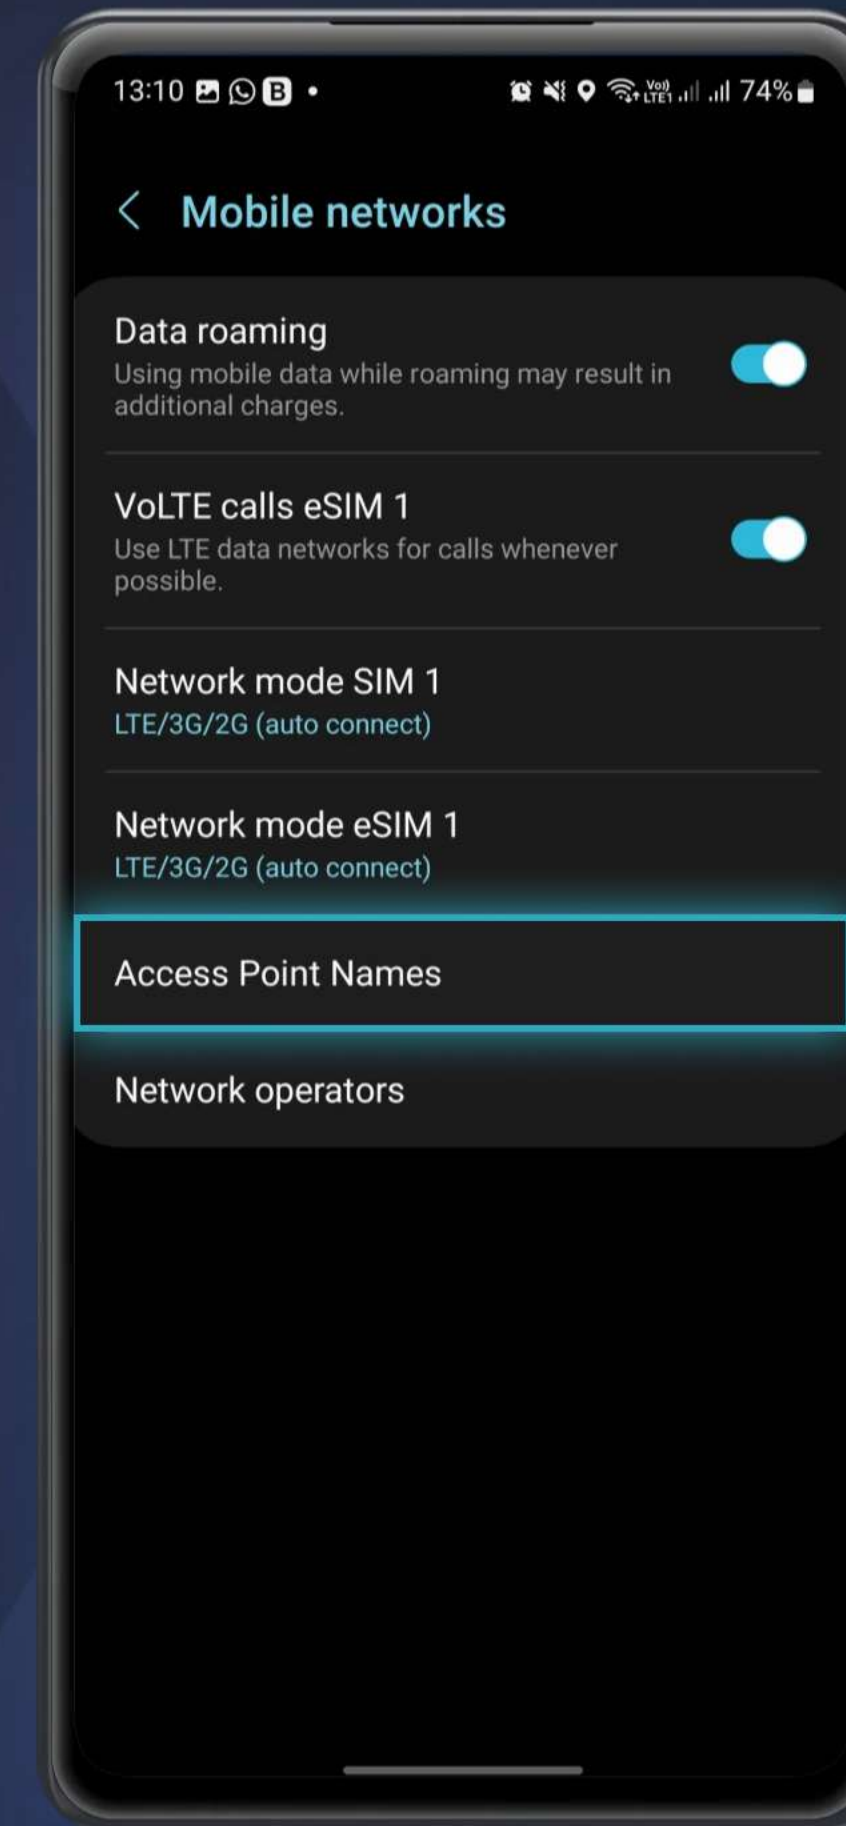 13:10 B • Vo)) LTE1 74%
Mobile networks
Data roaming
Using mobile data while roaming may result in
additional charges.
VoLTE calls eSIM 1
Use LTE data networks for calls whenever
possible.
Network mode SIM 1
LTE/3G/2G (auto connect)
Network mode eSIM 1
LTE/3G/2G (auto connect)
Access Point Names
Network operators